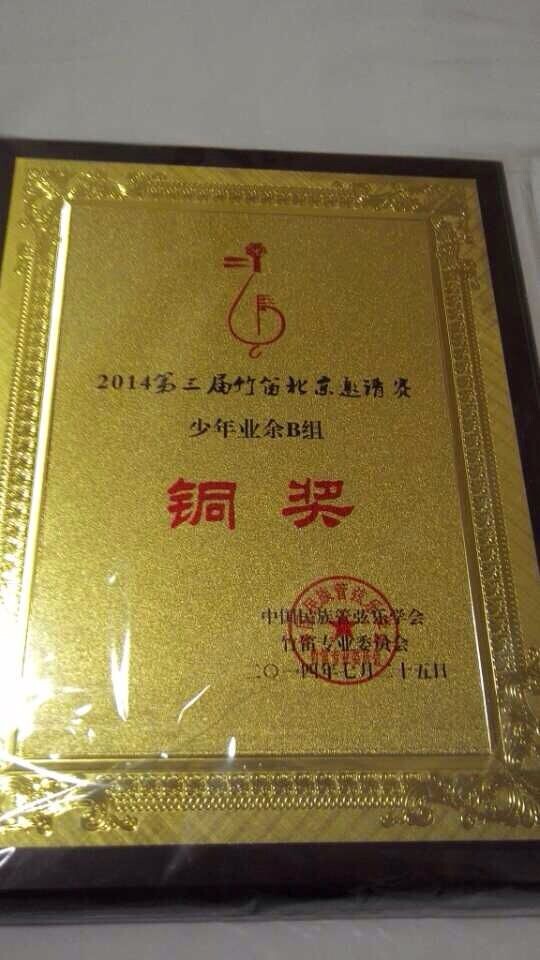 2014第三届竹笛北京邀请赛
少年业余B组
铜奖
中国民族管弦乐学会
竹笛专业委员会
二〇一四年七月二十五日